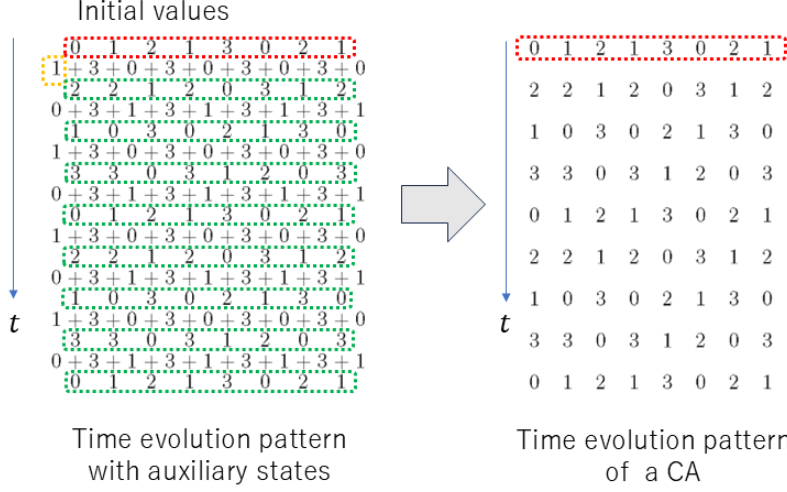 Initial values
0 1 2 1 3 0 2 1
1 + 3 + 0 + 3 + 0 + 3 + 0 + 3 + 0
2 2 1 2 0 3 1 2
0 + 3 + 1 + 3 + 1 + 3 + 1 + 3 + 1
1 0 3 0 2 1 3 0
1 + 3 + 0 + 3 + 0 + 3 + 0 + 3 + 0
3 3 0 3 1 2 0 3
0 + 3 + 1 + 3 + 1 + 3 + 1 + 3 + 1
0 1 2 1 3 0 2 1
1 + 3 + 0 + 3 + 0 + 3 + 0 + 3 + 0
2 2 1 2 0 3 1 2
0 + 3 + 1 + 3 + 1 + 3 + 1 + 3 + 1
1 0 3 0 2 1 3 0
1 + 3 + 0 + 3 + 0 + 3 + 0 + 3 + 0
3 3 0 3 1 2 0 3
0 + 3 + 1 + 3 + 1 + 3 + 1 + 3 + 1
0 1 2 1 3 0 2 1
t
Time evolution pattern
with auxiliary states
0 1 2 1 3 0 2 1
2 2 1 2 0 3 1 2
1 0 3 0 2 1 3 0
3 3 0 3 1 2 0 3
0 1 2 1 3 0 2 1
2 2 1 2 0 3 1 2
1 0 3 0 2 1 3 0
3 3 0 3 1 2 0 3
0 1 2 1 3 0 2 1
t
Time evolution pattern
of a CA